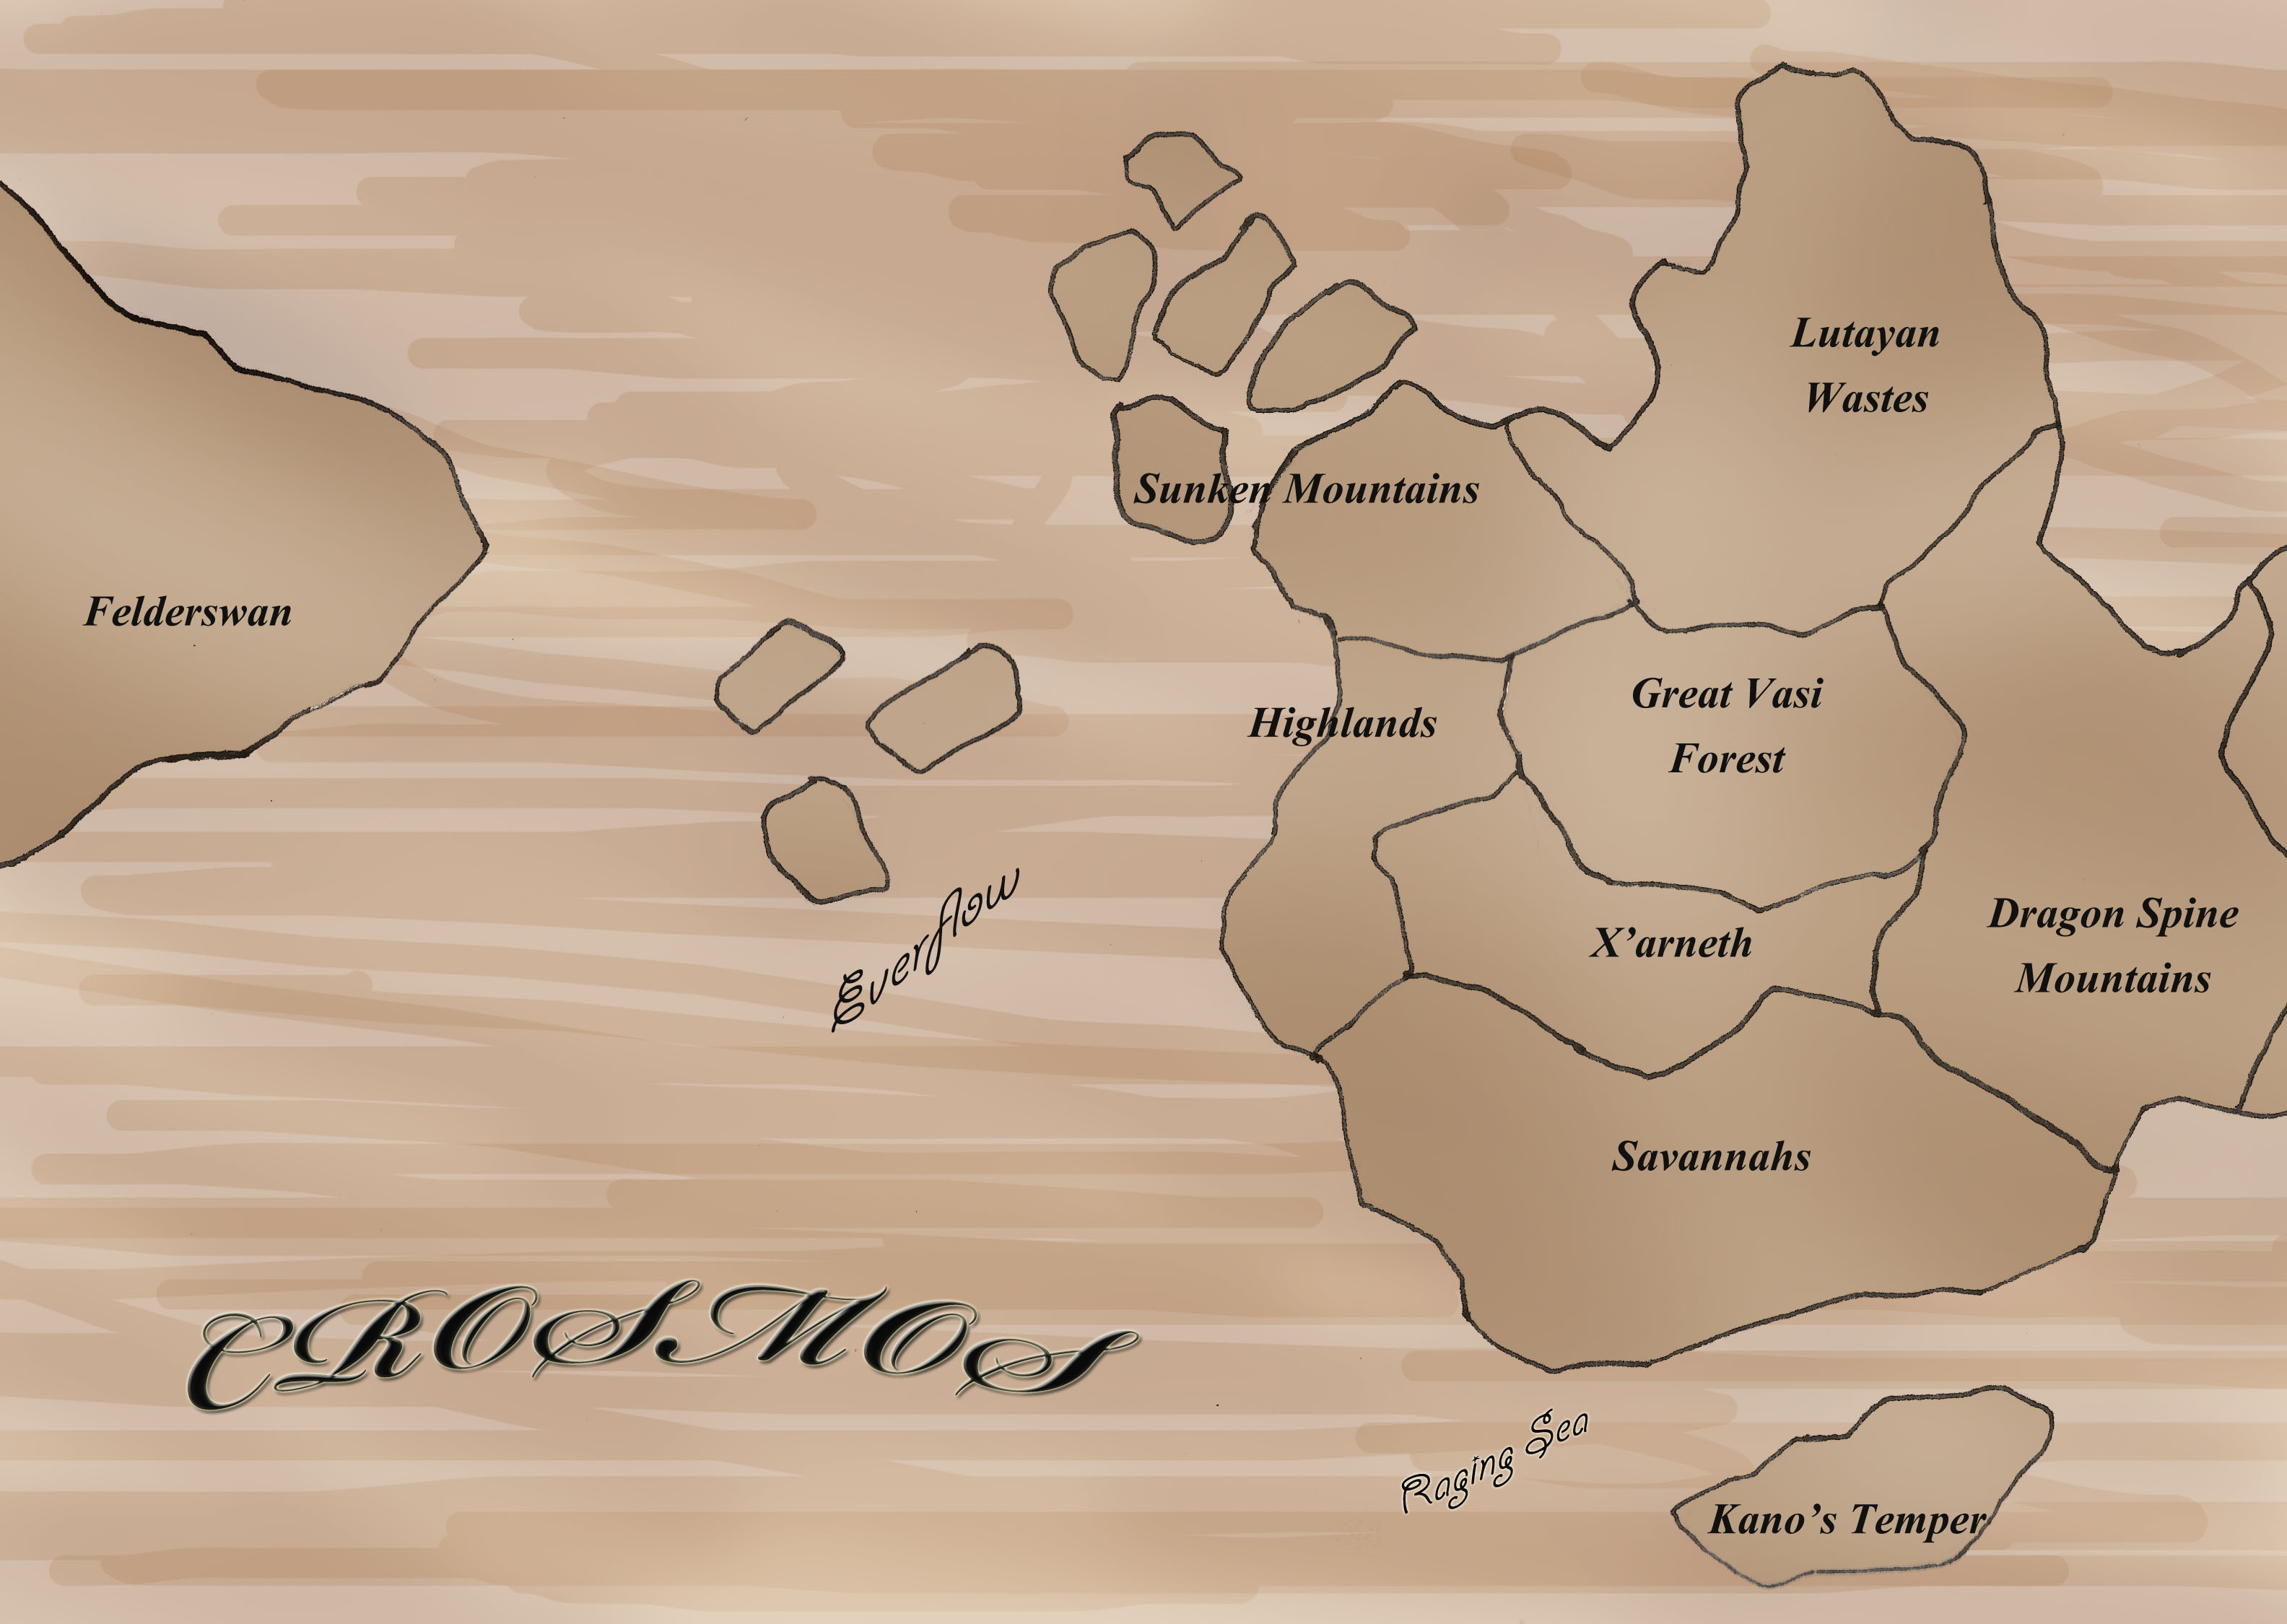 Lutayan
Wastes
Sunken Mountains
Felderswan
Great Vasi
Forest
Highlands
Everflow
X’arneth
Dragon Spine
Mountains
Savannahs
CROSMOS
Raging Sea
Kano’s Temper